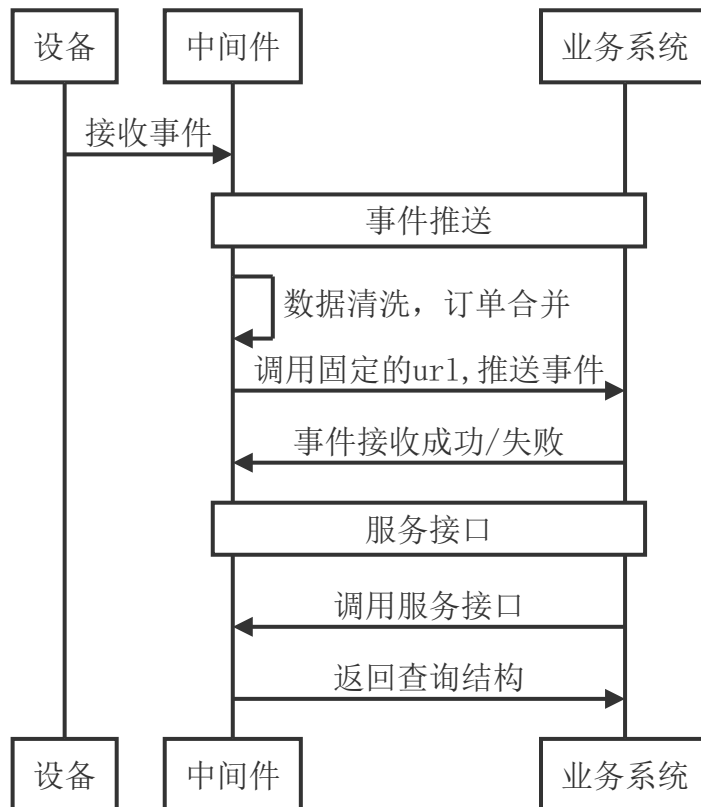 设备 中间件 业务系统
接收事件
事件推送
数据清洗，订单合并
调用固定的url,推送事件
事件接收成功/失败
服务接口
调用服务接口
返回查询结构
设备 中间件 业务系统